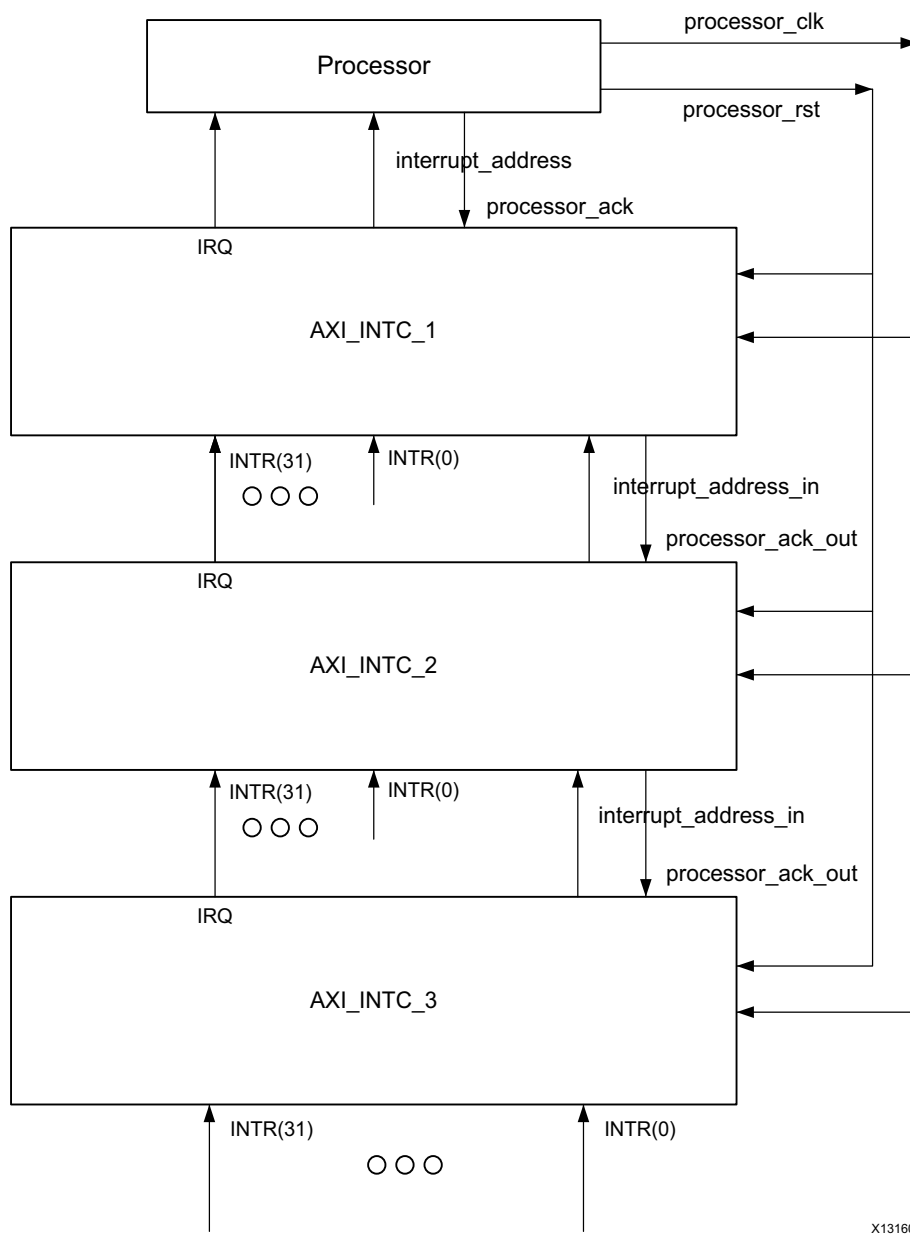 processor_clk
Processor
processor_rst
interrupt_address
processor_ack
IRQ
AXI_INTC_1
INTR(31)
INTR(0)
interrupt_address_in
processor_ack_out
IRQ
AXI_INTC_2
INTR(31)
INTR(0)
interrupt_address_in
processor_ack_out
IRQ
AXI_INTC_3
INTR(31)
INTR(0)
X13160